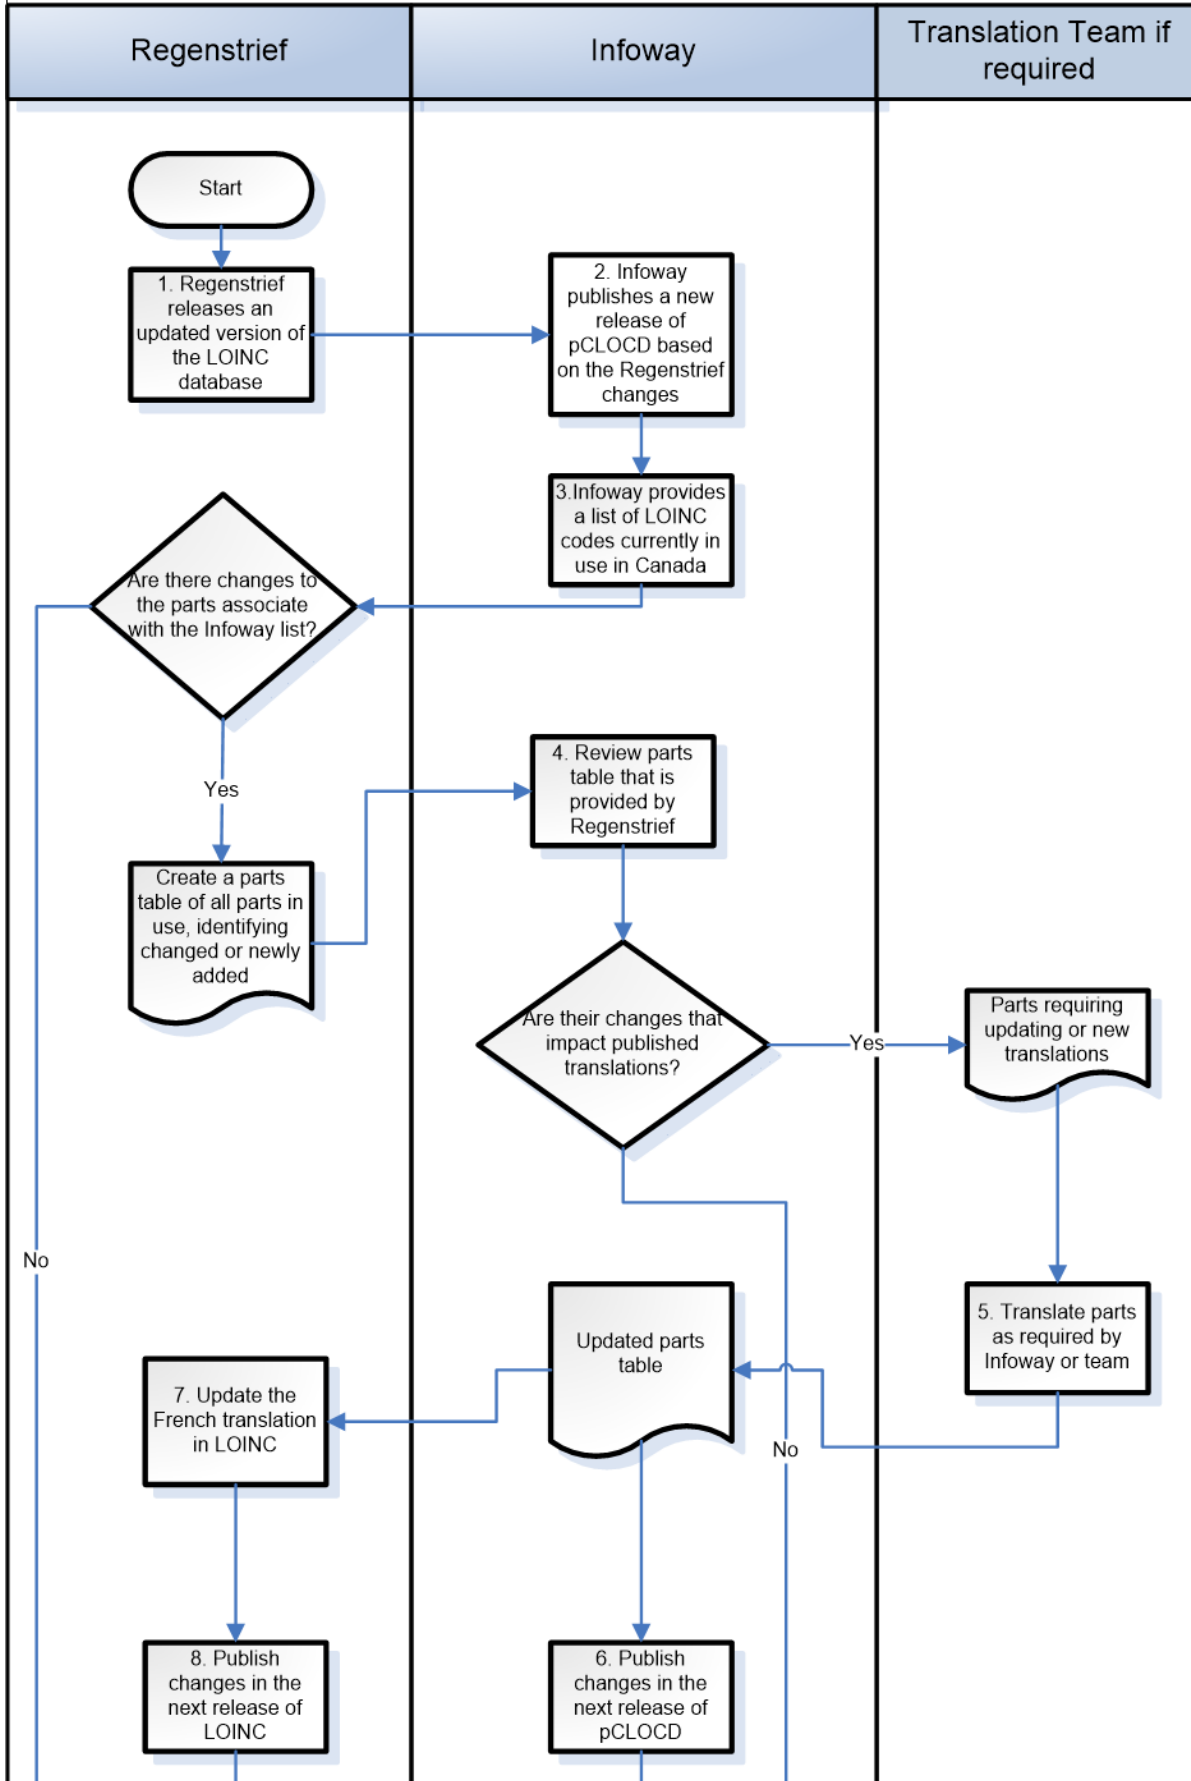 Regenstrief
Infoway
Translation Team if
required
Start
1. Regenstrief
releases an
updated version of
the LOINC
database
2. Infoway
publishes a new
release of
pCLOCD based
on the Regenstrief
changes
3.Infoway provides
a list of LOINC
codes currently in
use in Canada
Are there changes to
the parts associate
with the Infoway list?
Yes
4. Review parts
table that is
provided by
Regenstrief
Create a parts
table of all parts in
use, identifying
changed or newly
added
Are their changes that
impact published
translations?
Yes
Parts requiring
updating or new
translations
No
Updated parts
table
5. Translate parts
as required by
Infoway or team
7. Update the
French translation
in LOINC
No
8. Publish
changes in the
next release of
LOINC
6. Publish
changes in the
next release of
pCLOCD